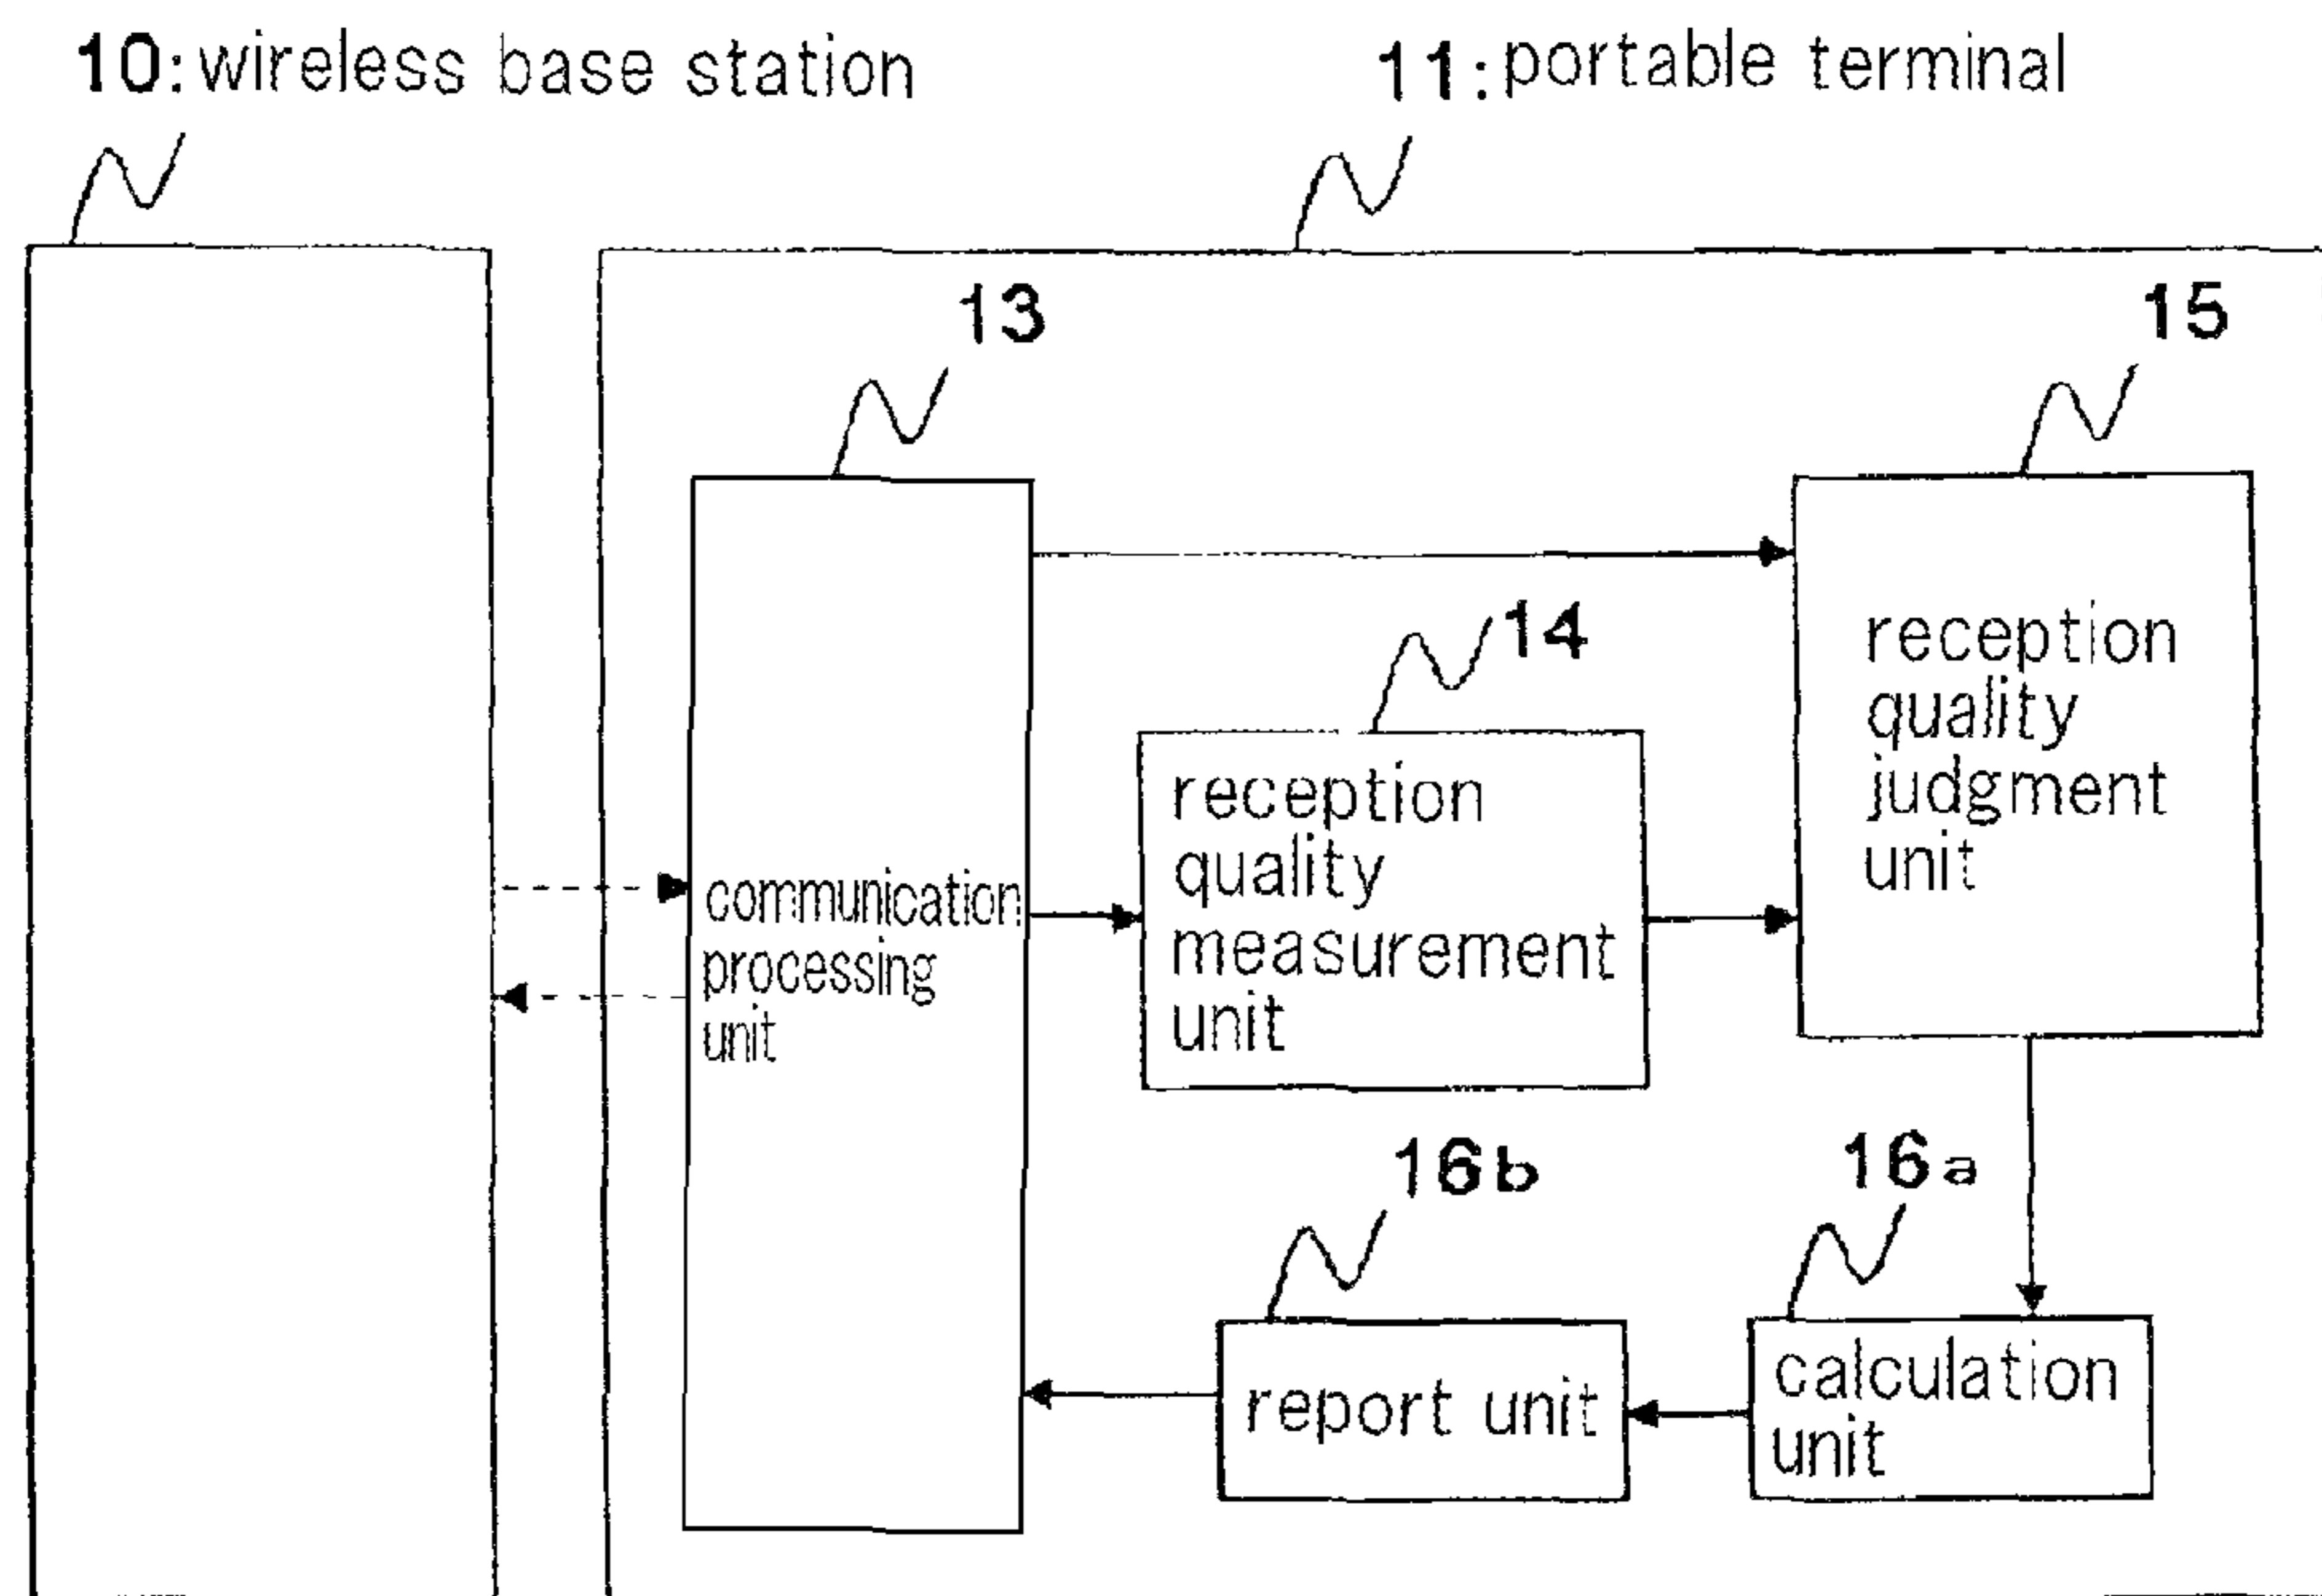 10:wireless base station
11:portable terminal
13
15
14
reception
quality
judgment
unit
reception
quality
measurement
unit
communication
processing
unit
16b
16a
report unit
calculation
unit